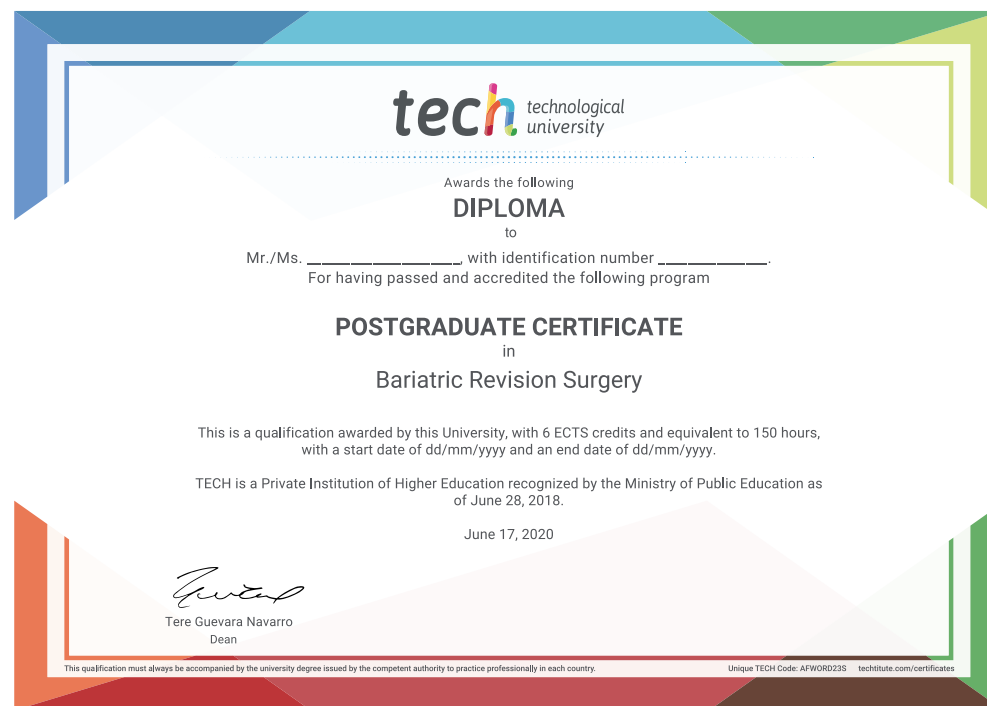 tech technological
university
Awards the following
DIPLOMA
to
Mr./Ms. ____________________, with identification number ______________.
For having passed and accredited the following program
POSTGRADUATE CERTIFICATE
in
Bariatric Revision Surgery
This is a qualification awarded by this University, with 6 ECTS credits and equivalent to 150 hours,
with a start date of dd/mm/yyyy and an end date of dd/mm/yyyy.
TECH is a Private Institution of Higher Education recognized by the Ministry of Public Education as
of June 28, 2018.
June 17, 2020
Tere Guevara Navarro
Dean
This qualification must always be accompanied by the university degree issued by the competent authority to practice professionally in each country.
Unique TECH Code: AFWORD23S techtitute.com/certificates